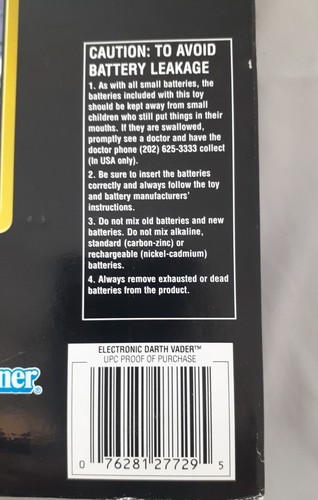 CAUTION: TO AVOID
BATTERY LEAKAGE
1. As with all small batteries, the
batteries included with this toy
should be kept away from small
children who still put things in their
mouths. If they are swallowed,
promptly see a doctor and have the
doctor phone (202) 625-3333 collect
(In USA only).
2. Be sure to insert the batteries
correctly and always follow the toy
and battery manufacturers'
instructions.
3. Do not mix old batteries and new
batteries. Do not mix alkaline,
standard (carbon-zinc) or
rechargeable (nickel-cadmium)
batteries.
4. Always remove exhausted or dead
batteries from the product.
ner®
ELECTRONIC DARTH VADER™
UPC PROOF OF PURCHASE
0 76281 27729 5